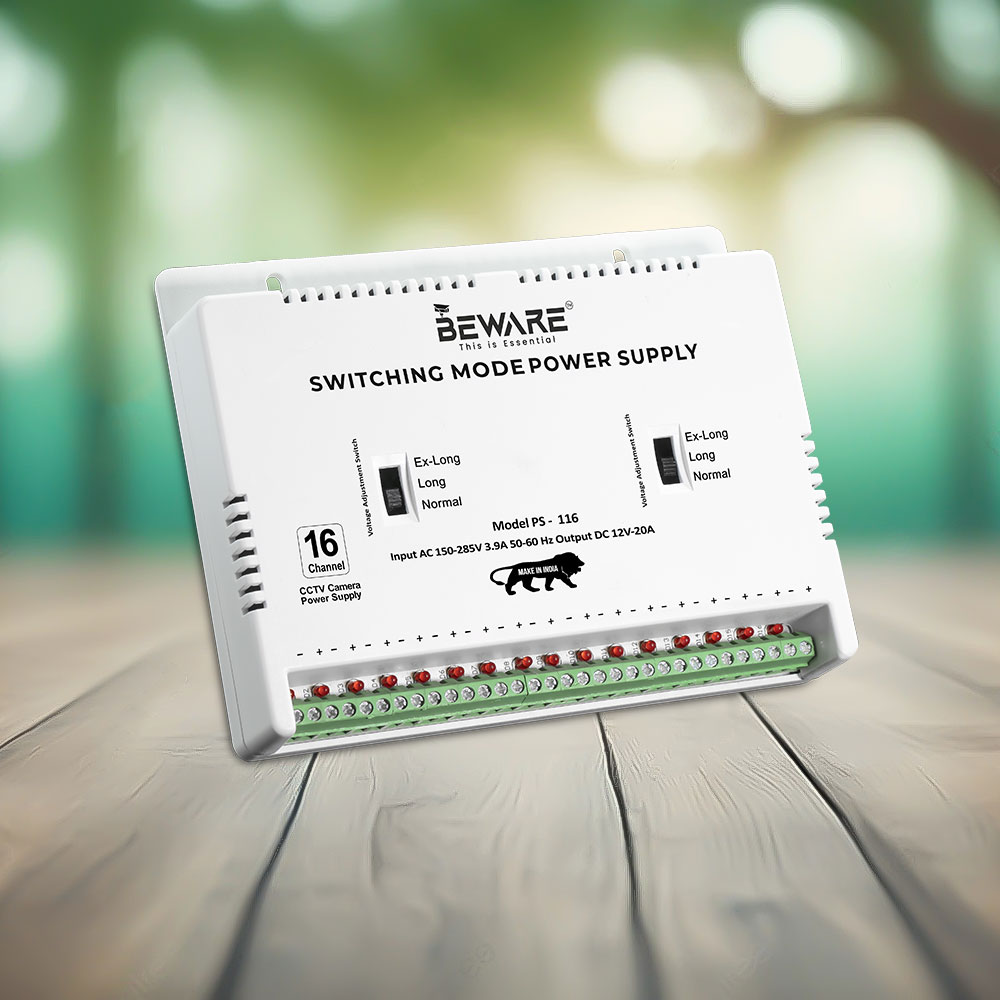 BEWARE™
This is Essential
SWITCHING MODE POWER SUPPLY
Voltage Adjustment Switch
Ex-Long
Long
Normal
Voltage Adjustment Switch
Ex-Long
Long
Normal
Model PS - 116
Input AC 150-285V 3.9A 50-60 Hz Output DC 12V-20A
16
Channel
CCTV Camera
Power Supply
MAKE IN INDIA
- + - + - + - + - + - + - + - + - + - + - + - + - + - + - + - +